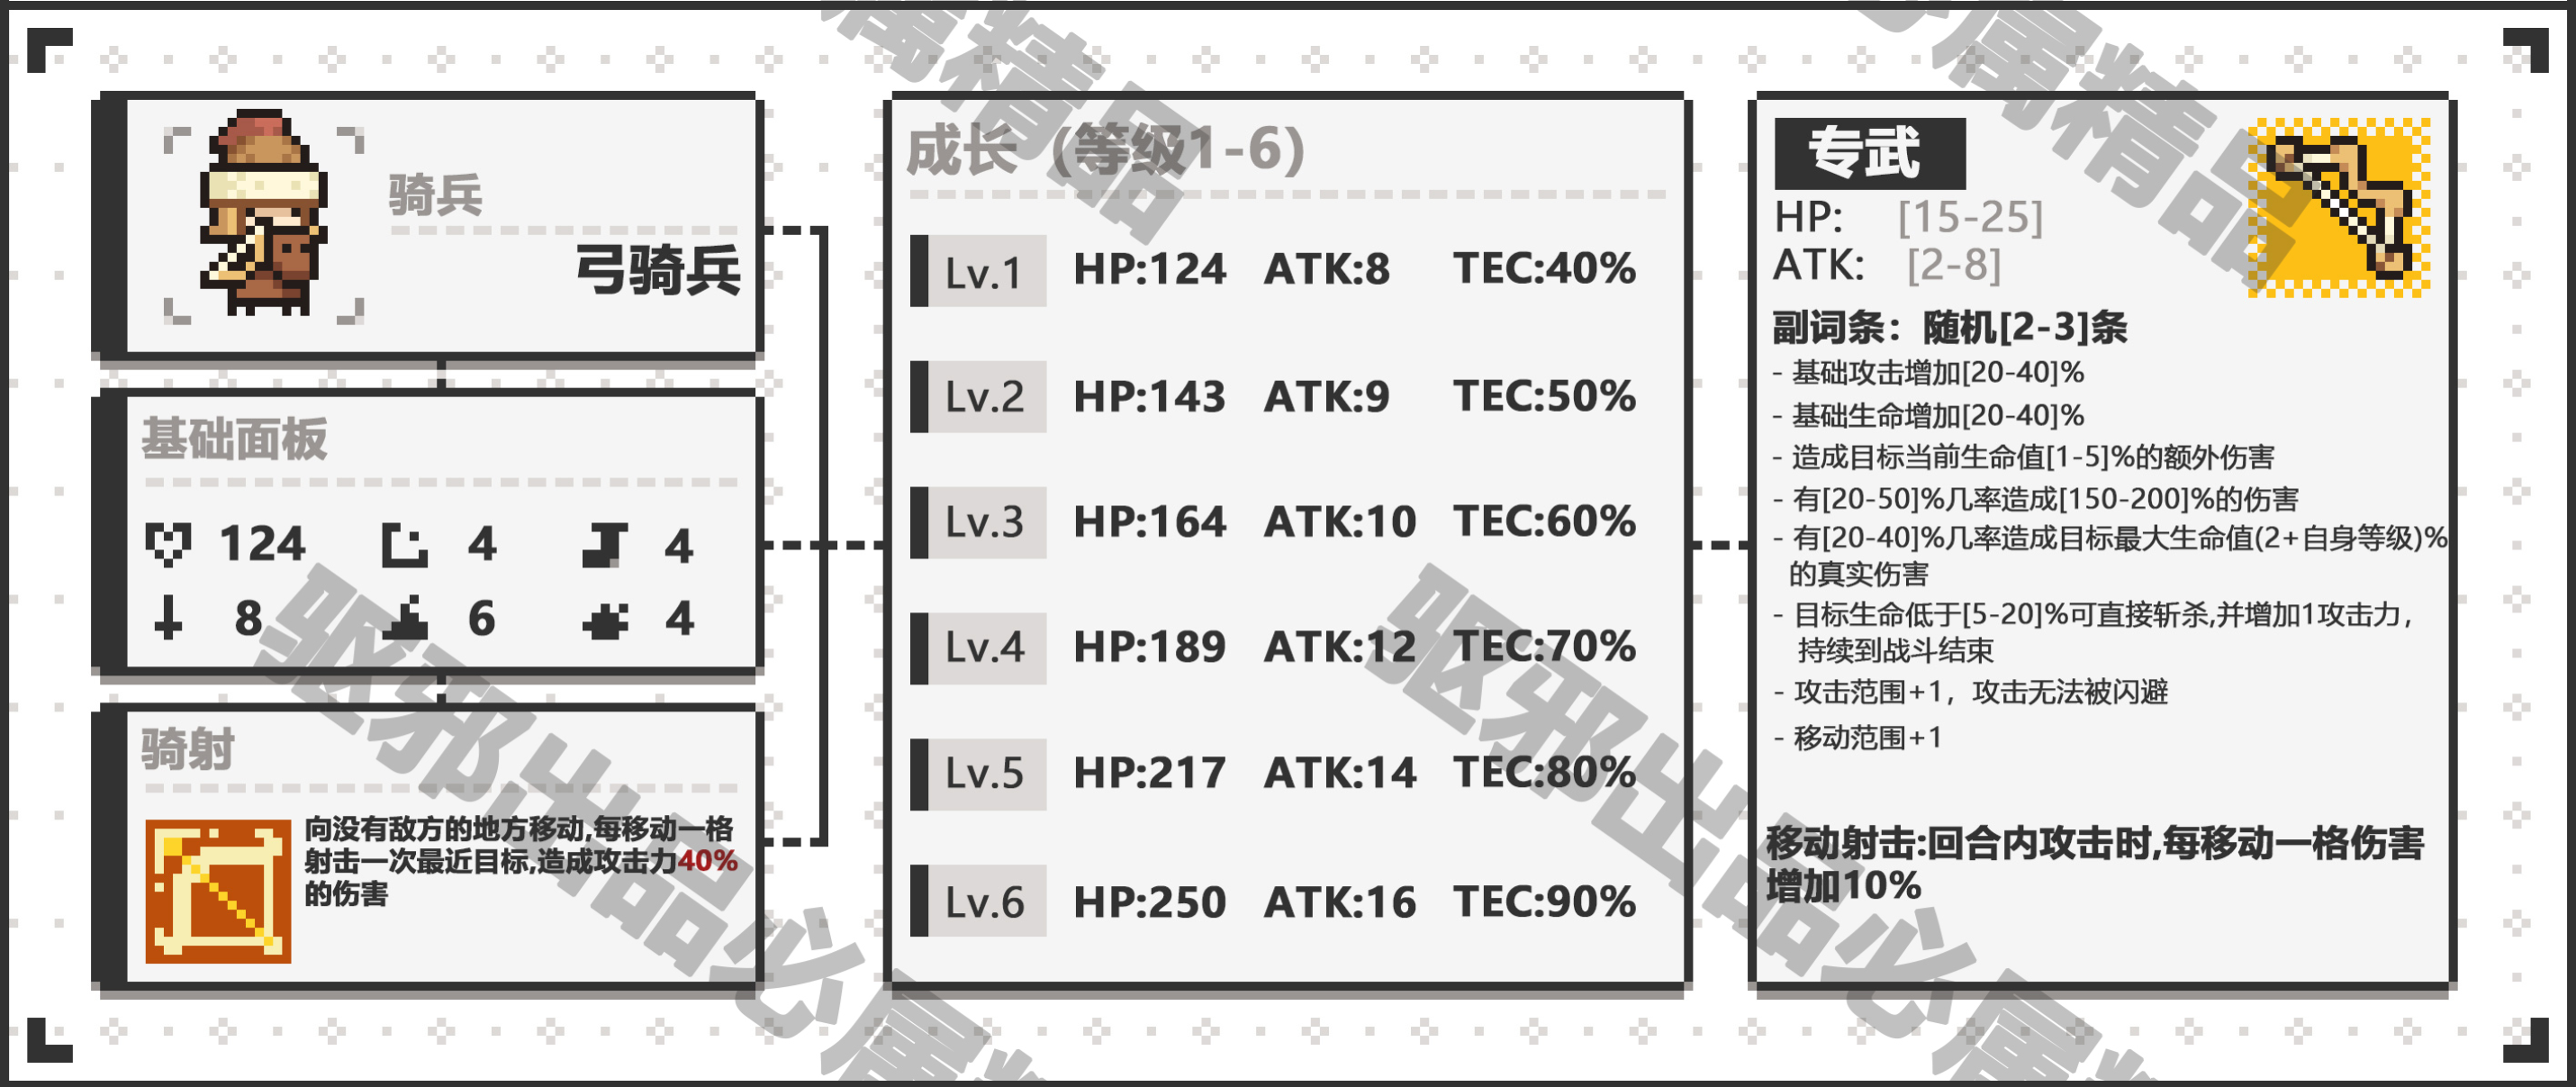 骑兵
弓骑兵
基础面板
124
4
4
8
6
4
骑射
向没有敌方的地方移动,每移动一格
射击一次最近目标,造成攻击力40%
的伤害
成长（等级1-6）
Lv.1 HP:124 ATK:8 TEC:40%
Lv.2 HP:143 ATK:9 TEC:50%
Lv.3 HP:164 ATK:10 TEC:60%
Lv.4 HP:189 ATK:12 TEC:70%
Lv.5 HP:217 ATK:14 TEC:80%
Lv.6 HP:250 ATK:16 TEC:90%
专武
HP: [15-25]
ATK: [2-8]
副词条：随机[2-3]条
- 基础攻击增加[20-40]%
- 基础生命增加[20-40]%
- 造成目标当前生命值[1-5]%的额外伤害
- 有[20-50]%几率造成[150-200]%的伤害
- 有[20-40]%几率造成目标最大生命值(2+自身等级)%
的真实伤害
- 目标生命低于[5-20]%可直接斩杀,并增加1攻击力，
持续到战斗结束
- 攻击范围+1，攻击无法被闪避
- 移动范围+1
移动射击:回合内攻击时,每移动一格伤害
增加10%
属精品
必属精品
驱邪出品必属精
驱邪出品必属精